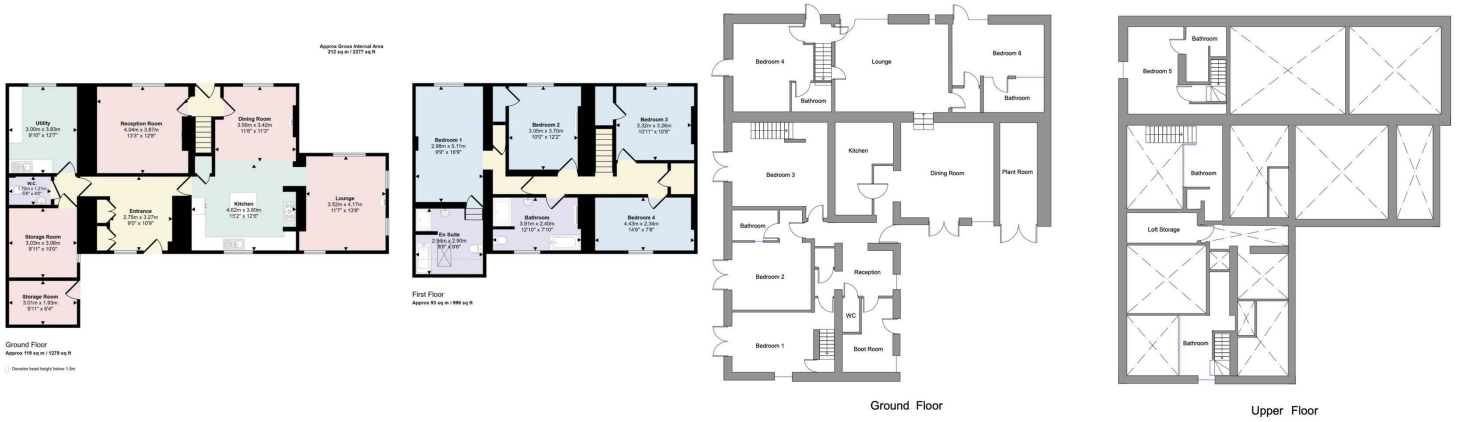 Approx Gross Internal Area
212 sq m / 2277 sq ft
Utility
3.00m x 3.83m
9'10" x 12'7"
Reception Room
4.04m x 3.87m
13'3" x 12'8"
Dining Room
3.56m x 3.42m
11'8" x 11'3"
W.C.
1.72m x 1.21m
Kitchen
4.62m x 3.80m
15'2" x 12'6"
Lounge
3.52m x 4.17m
11'7" x 13'8"
Entrance
2.75m x 3.27m
9'0" x 10'9"
Storage Room
3.03m x 3.06m
9'11" x 10'0"
Storage Room
3.01m x 1.93m
9'11" x 6'4"
Ground Floor
Approx 119 sq m / 1279 sq ft
Denotes head height below 1.5m
Bedroom 1
2.98m x 5.11m
9'9" x 16'9"
Bedroom 2
3.05m x 3.70m
10'0" x 12'2"
Bedroom 3
3.32m x 3.26m
10'11" x 10'8"
En Suite
2.94m x 2.90m
9'8" x 9'6"
Bathroom
3.91m x 2.40m
12'10" x 7'10"
Bedroom 4
4.43m x 2.34m
14'6" x 7'8"
First Floor
Approx 93 sq m / 998 sq ft
Bedroom 4
Bathroom
Lounge
Bedroom 6
Bathroom
Kitchen
Bedroom 3
Dining Room
Plant Room
Bathroom
Bedroom 2
Reception
WC
Bedroom 1
Boot Room
Ground Floor
Bathroom
Bedroom 5
Bathroom
Loft Storage
Bathroom
Upper Floor